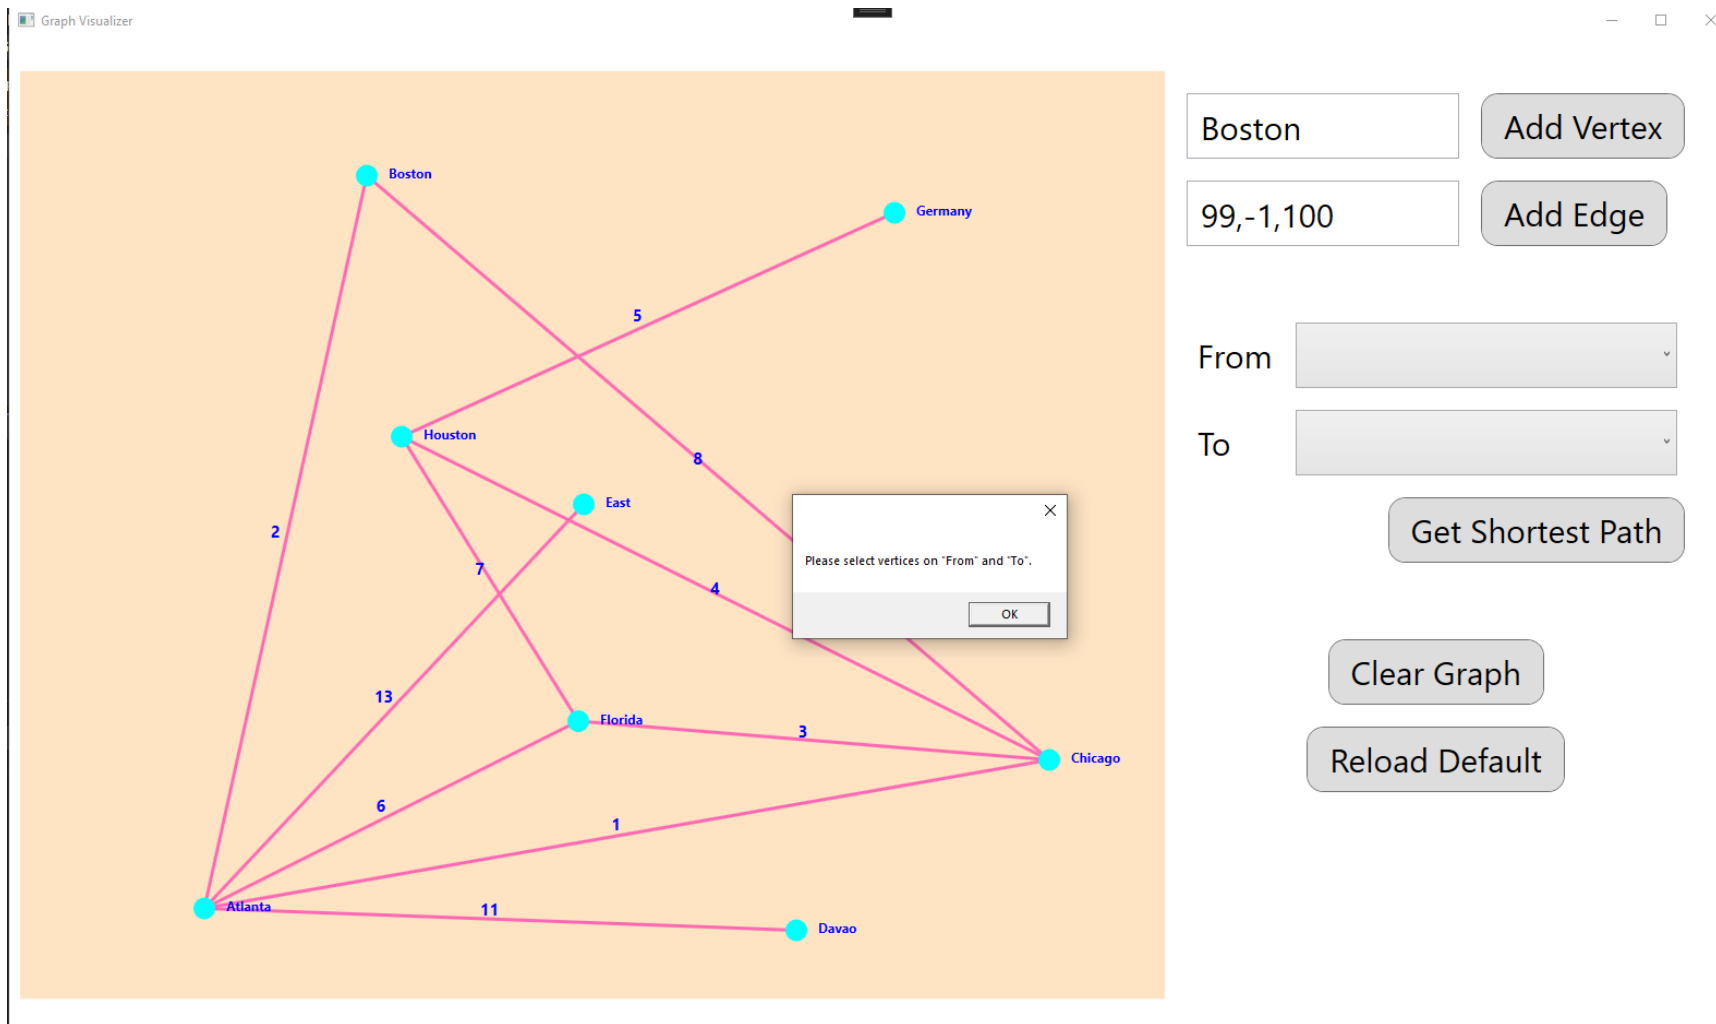 Graph Visualizer
Boston
Add Vertex
99,-1,100
Add Edge
From
To
Get Shortest Path
Clear Graph
Reload Default
Boston
Germany
5
Houston
8
East
2
7
4
Please select vertices on "From" and "To".
OK
13
Florida
3
Chicago
6
1
Atlanta
11
Davao